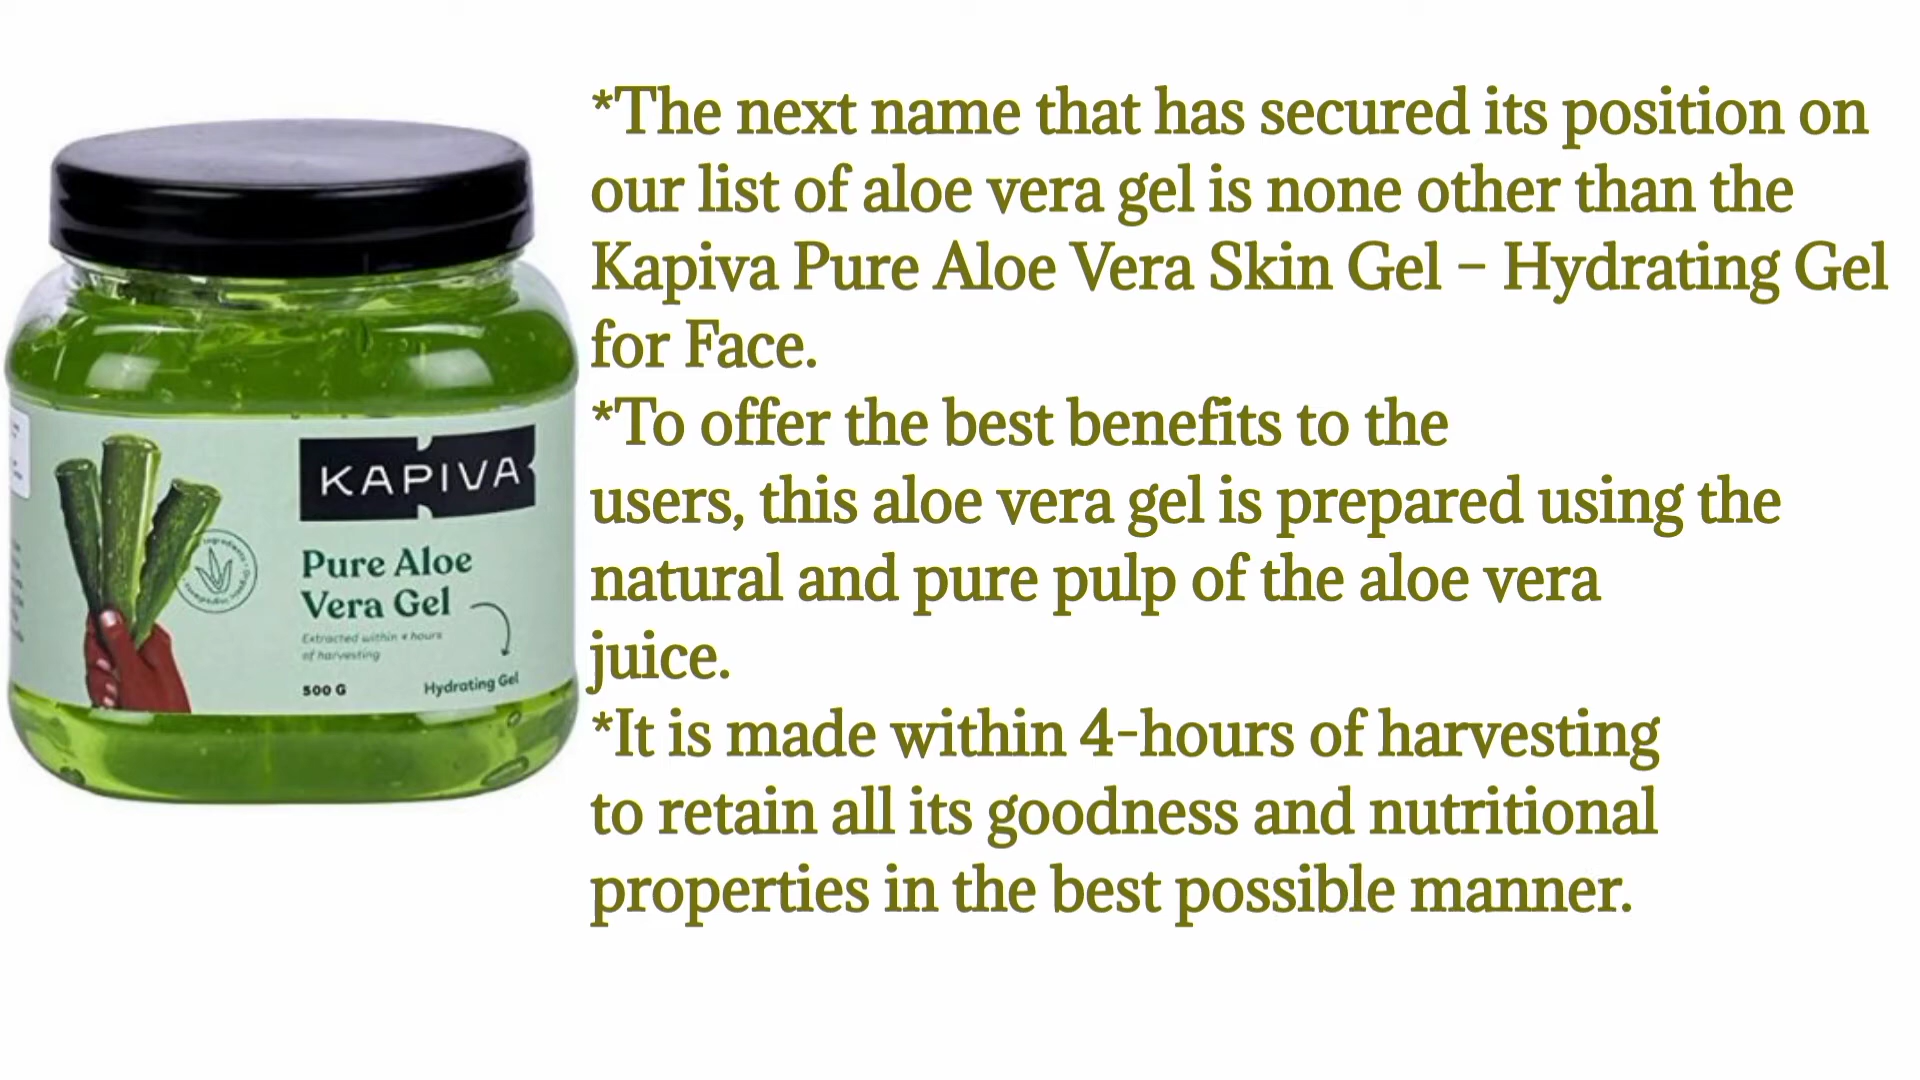 *The next name that has secured its position on
our list of aloe vera gel is none other than the
Kapiva Pure Aloe Vera Skin Gel – Hydrating Gel
for Face.
*To offer the best benefits to the
users, this aloe vera gel is prepared using the
natural and pure pulp of the aloe vera
juice.
*It is made within 4-hours of harvesting
to retain all its goodness and nutritional
properties in the best possible manner.
KAPIVA
Pure Aloe
Vera Gel
Extracted within 4 hours
of harvesting
500 G
Hydrating Gel